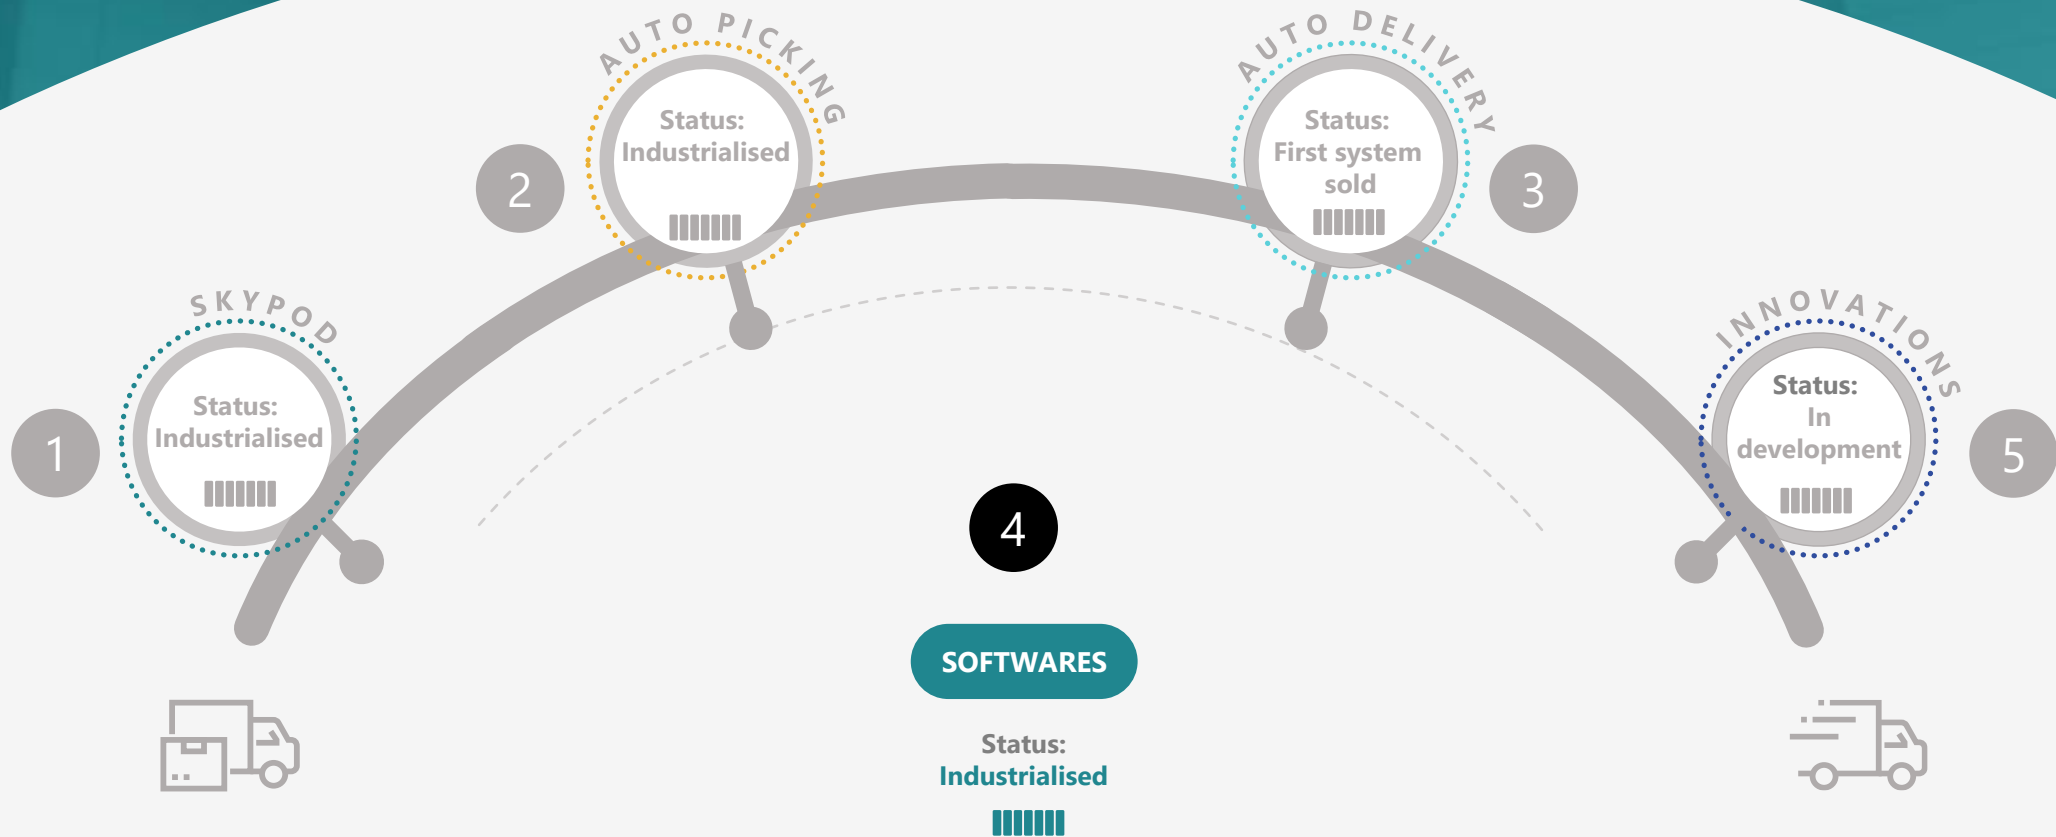 SKYPOD
Status:
Industrialised
1
AUTO PICKING
Status:
Industrialised
2
AUTO DELIVERY
Status:
First system
sold
3
4
SOFTWARES
Status:
Industrialised
INNOVATIONS
Status:
In
development
5